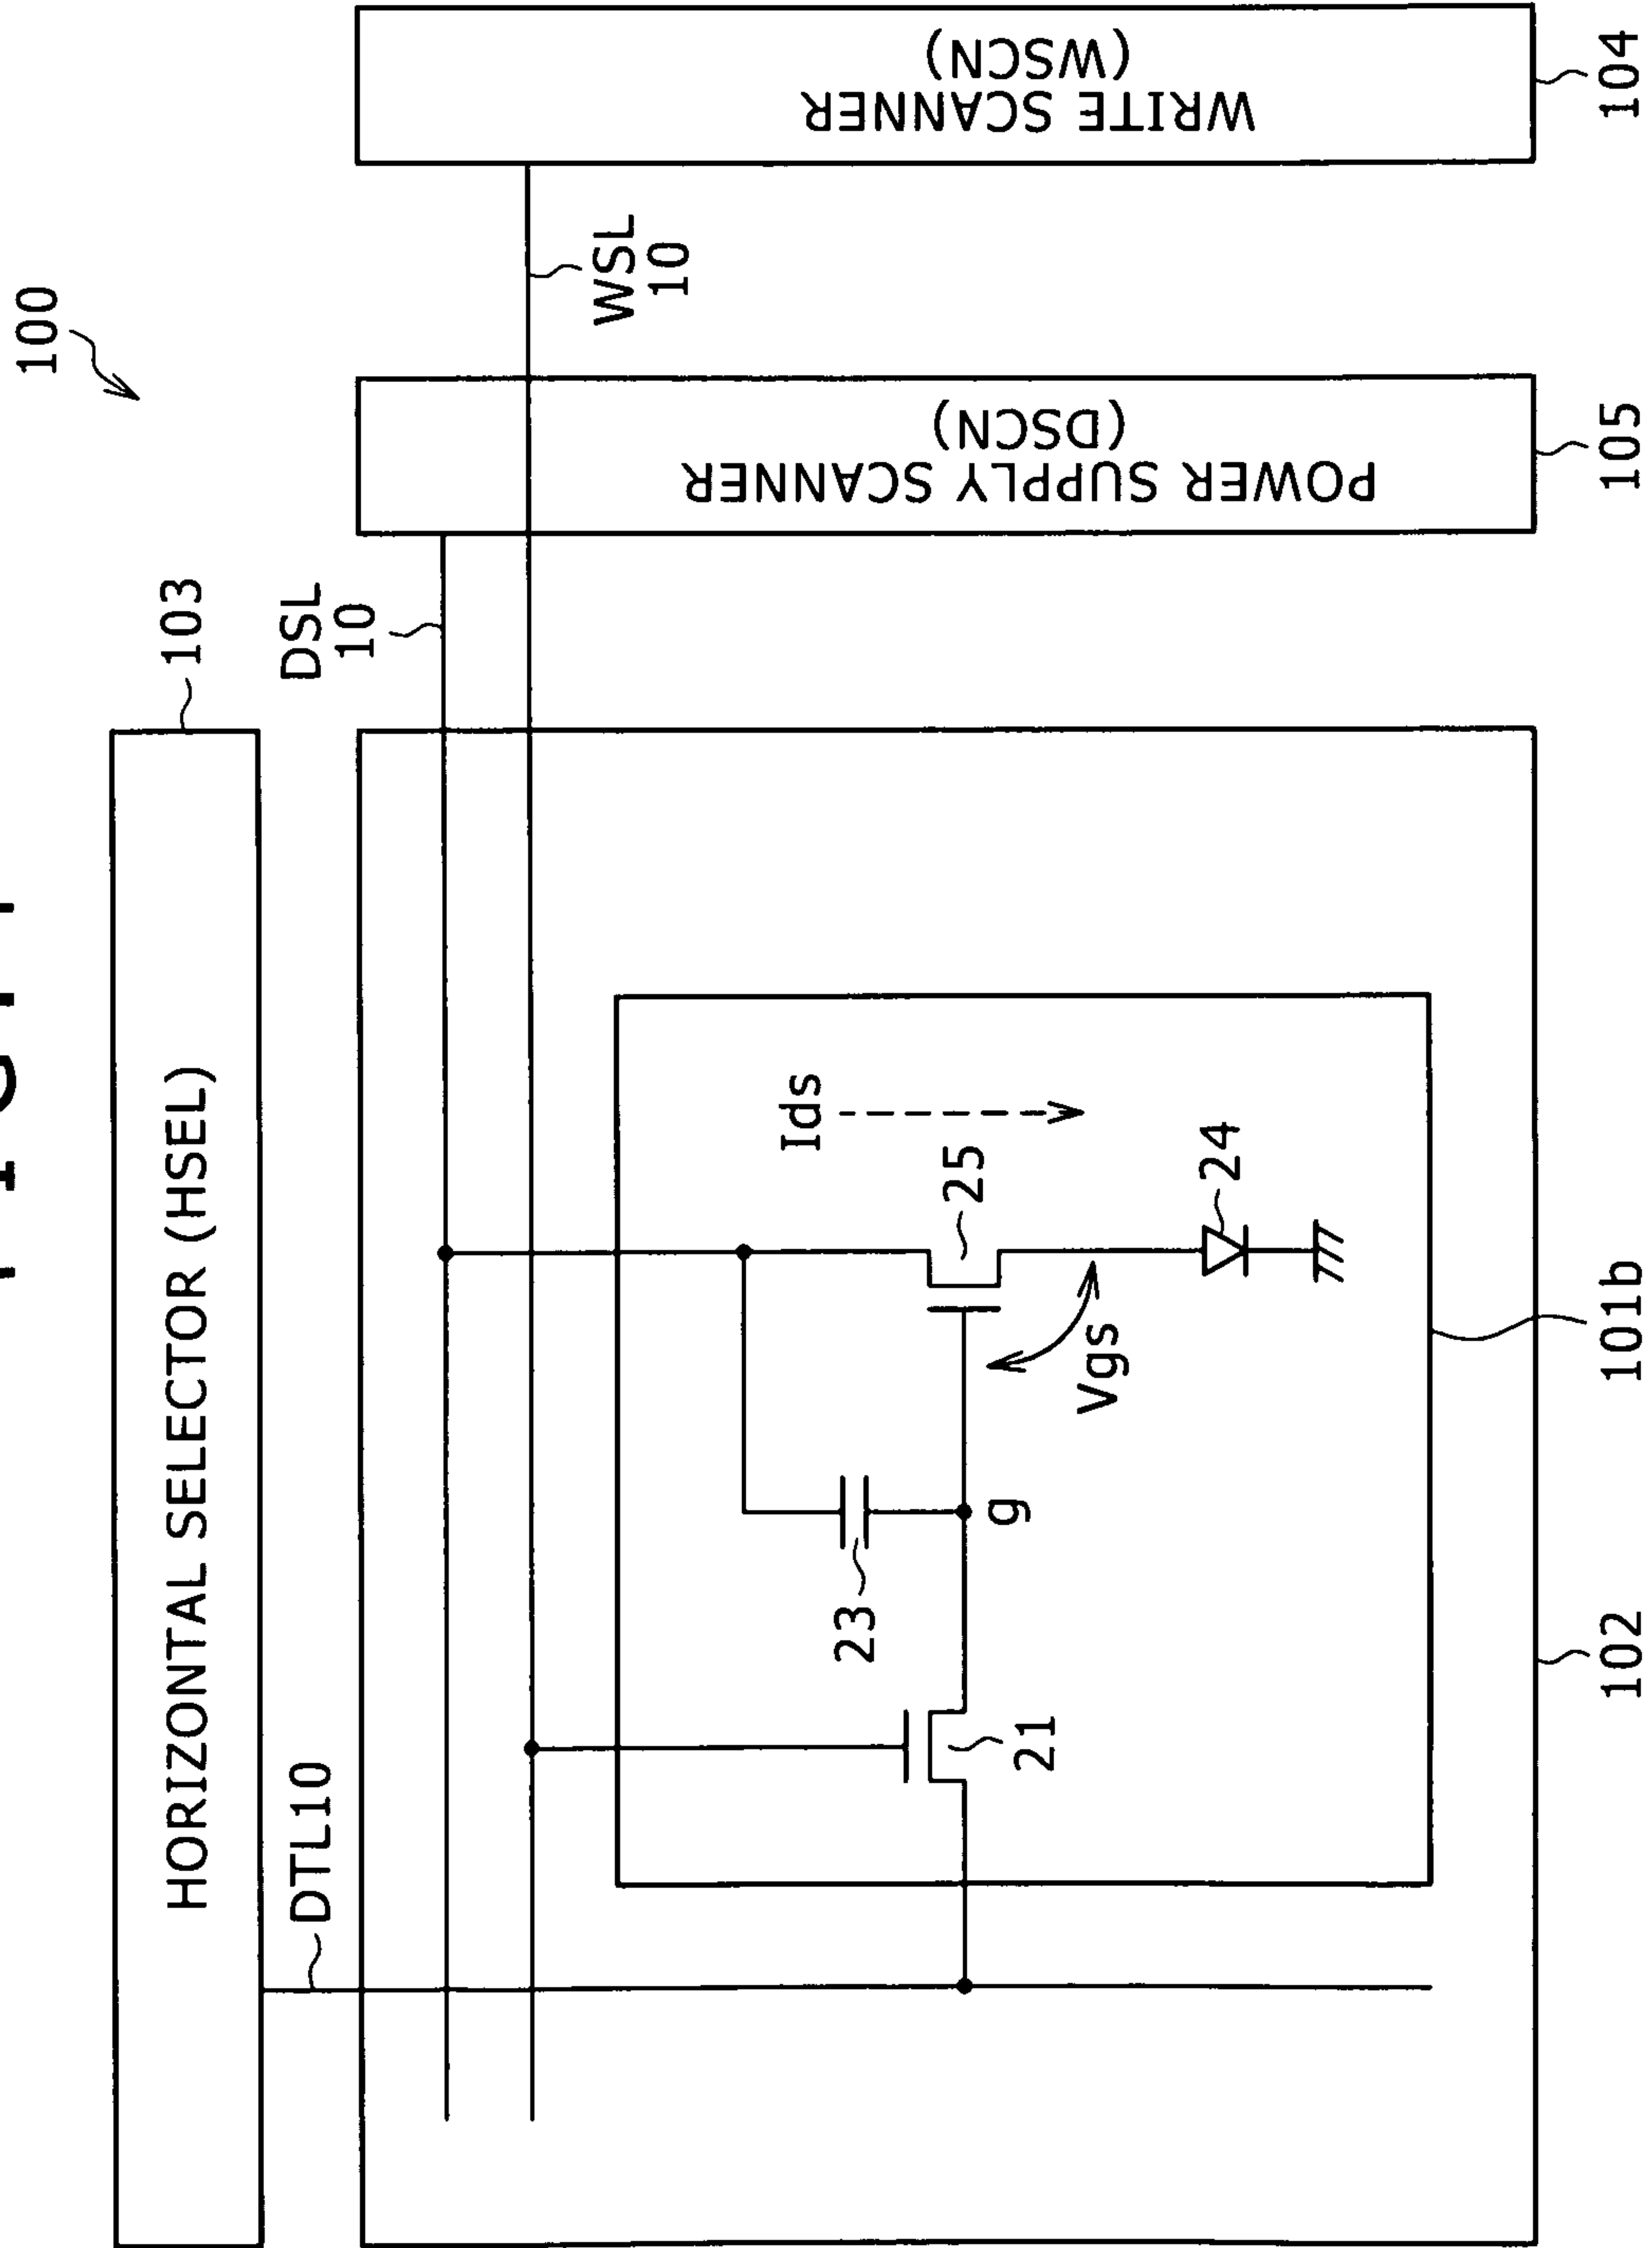 100
HORIZONTAL SELECTOR (HSEL)
103
DTL10
DSL
10
WSL
10
POWER SUPPLY SCANNER
(DSCN)
105
WRITE SCANNER
(WSCN)
104
Ids
23
25
g
Vgs
21
24
102
101b